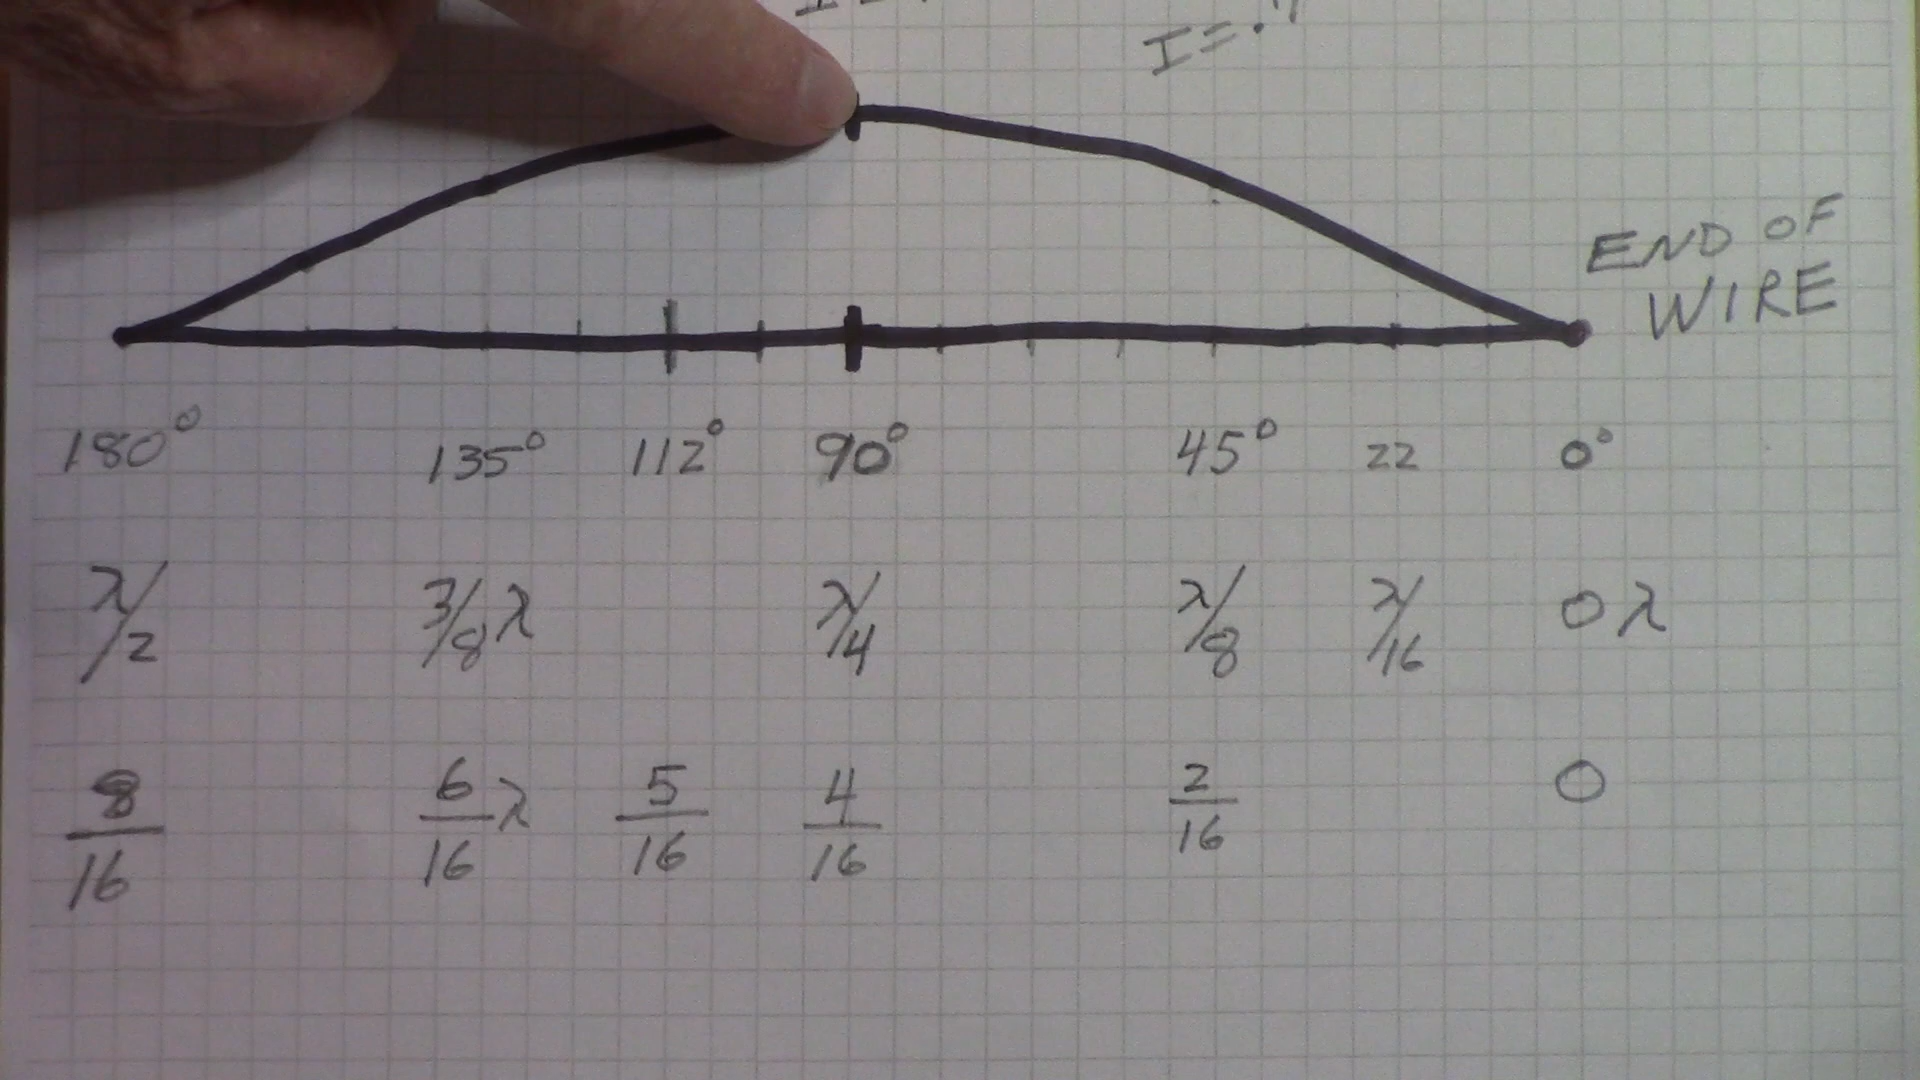 I=.
END OF
WIRE
180° 135° 112° 90° 45° 22 0°
λ/2 3/8λ λ/4 λ/8 λ/16 0λ
8/16 6/16λ 5/16 4/16 2/16 0